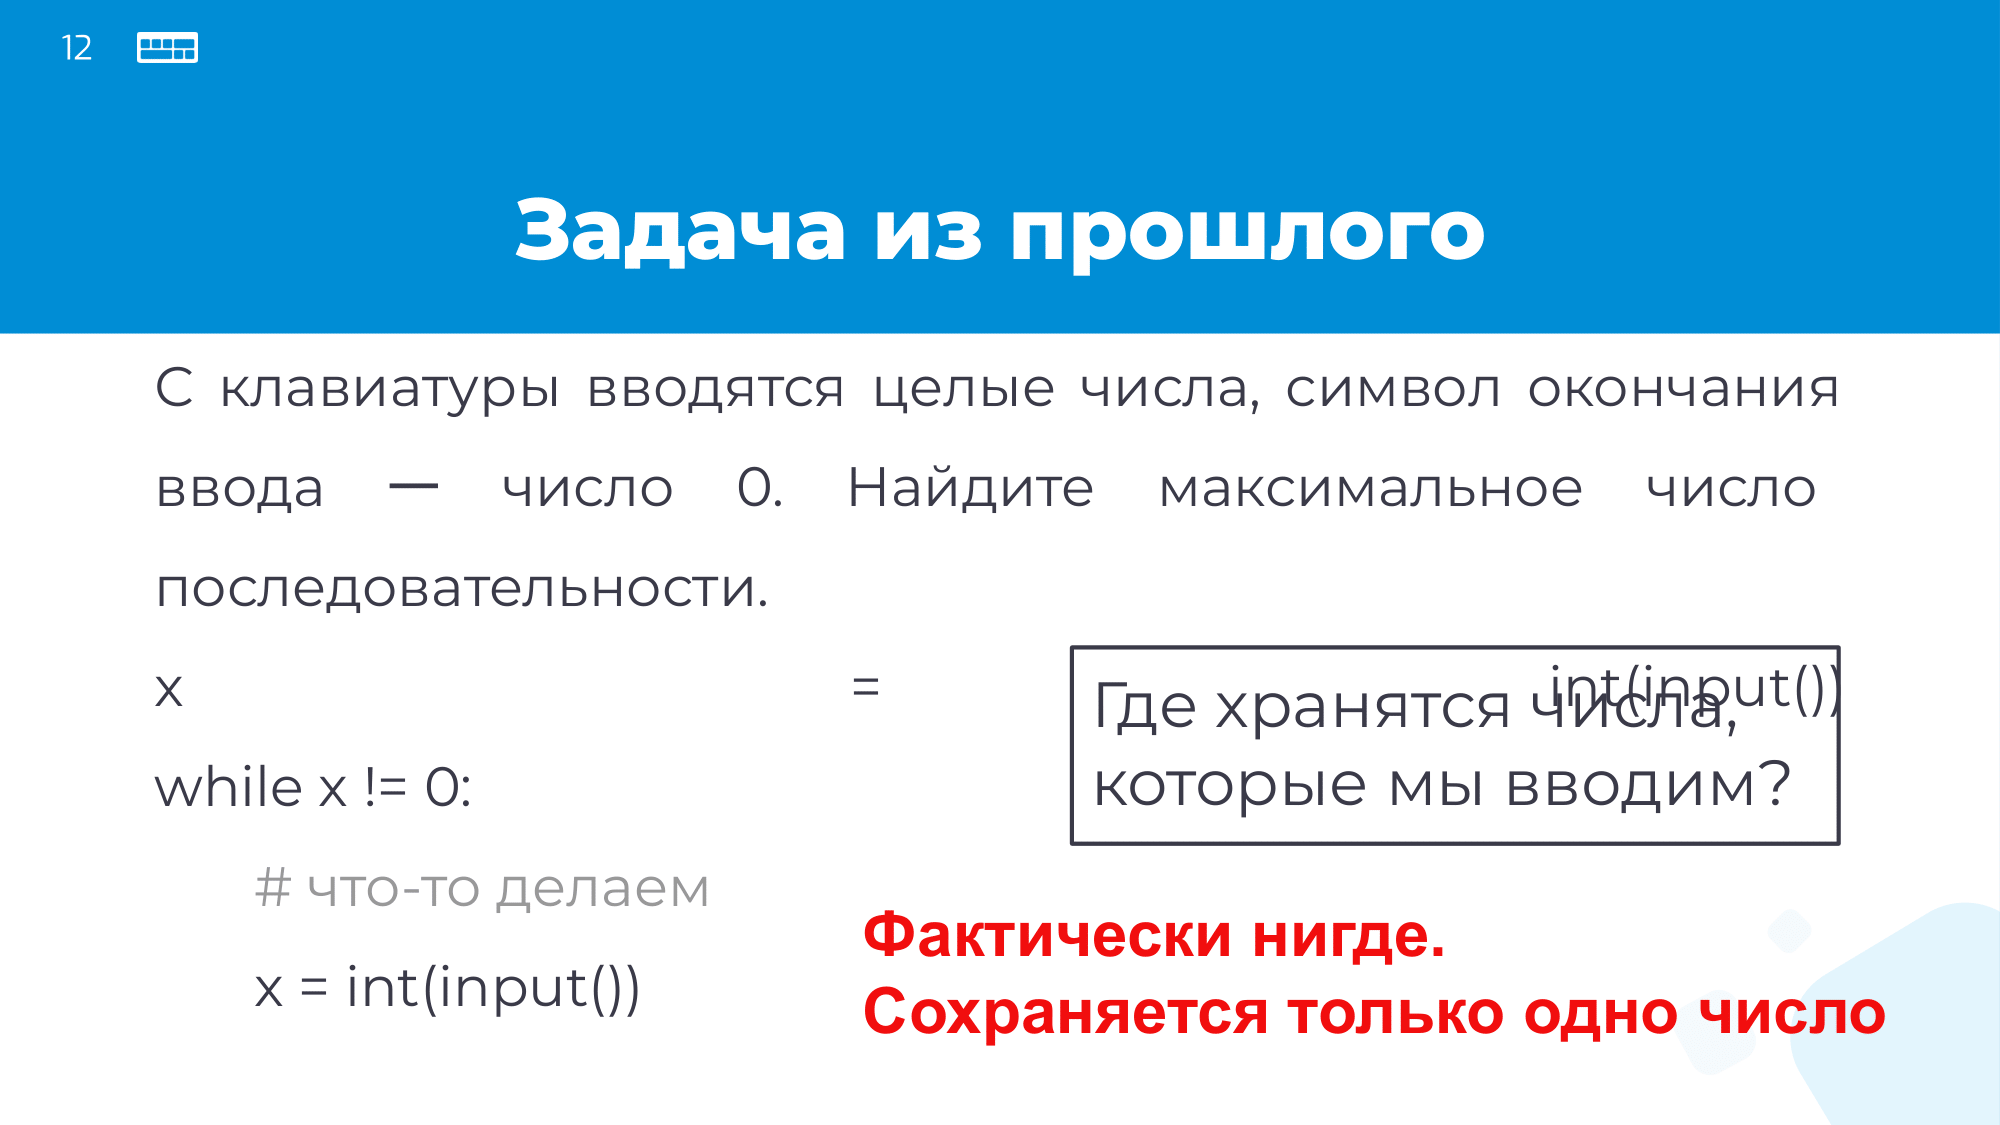 12
Задача из прошлого
С клавиатуры вводятся целые числа, символ окончания
ввода — число 0. Найдите максимальное число
последовательности.
x = int(input())
Где хранятся числа,
которые мы вводим?
while x != 0:
# что-то делаем
x = int(input())
Фактически нигде.
Сохраняется только одно число